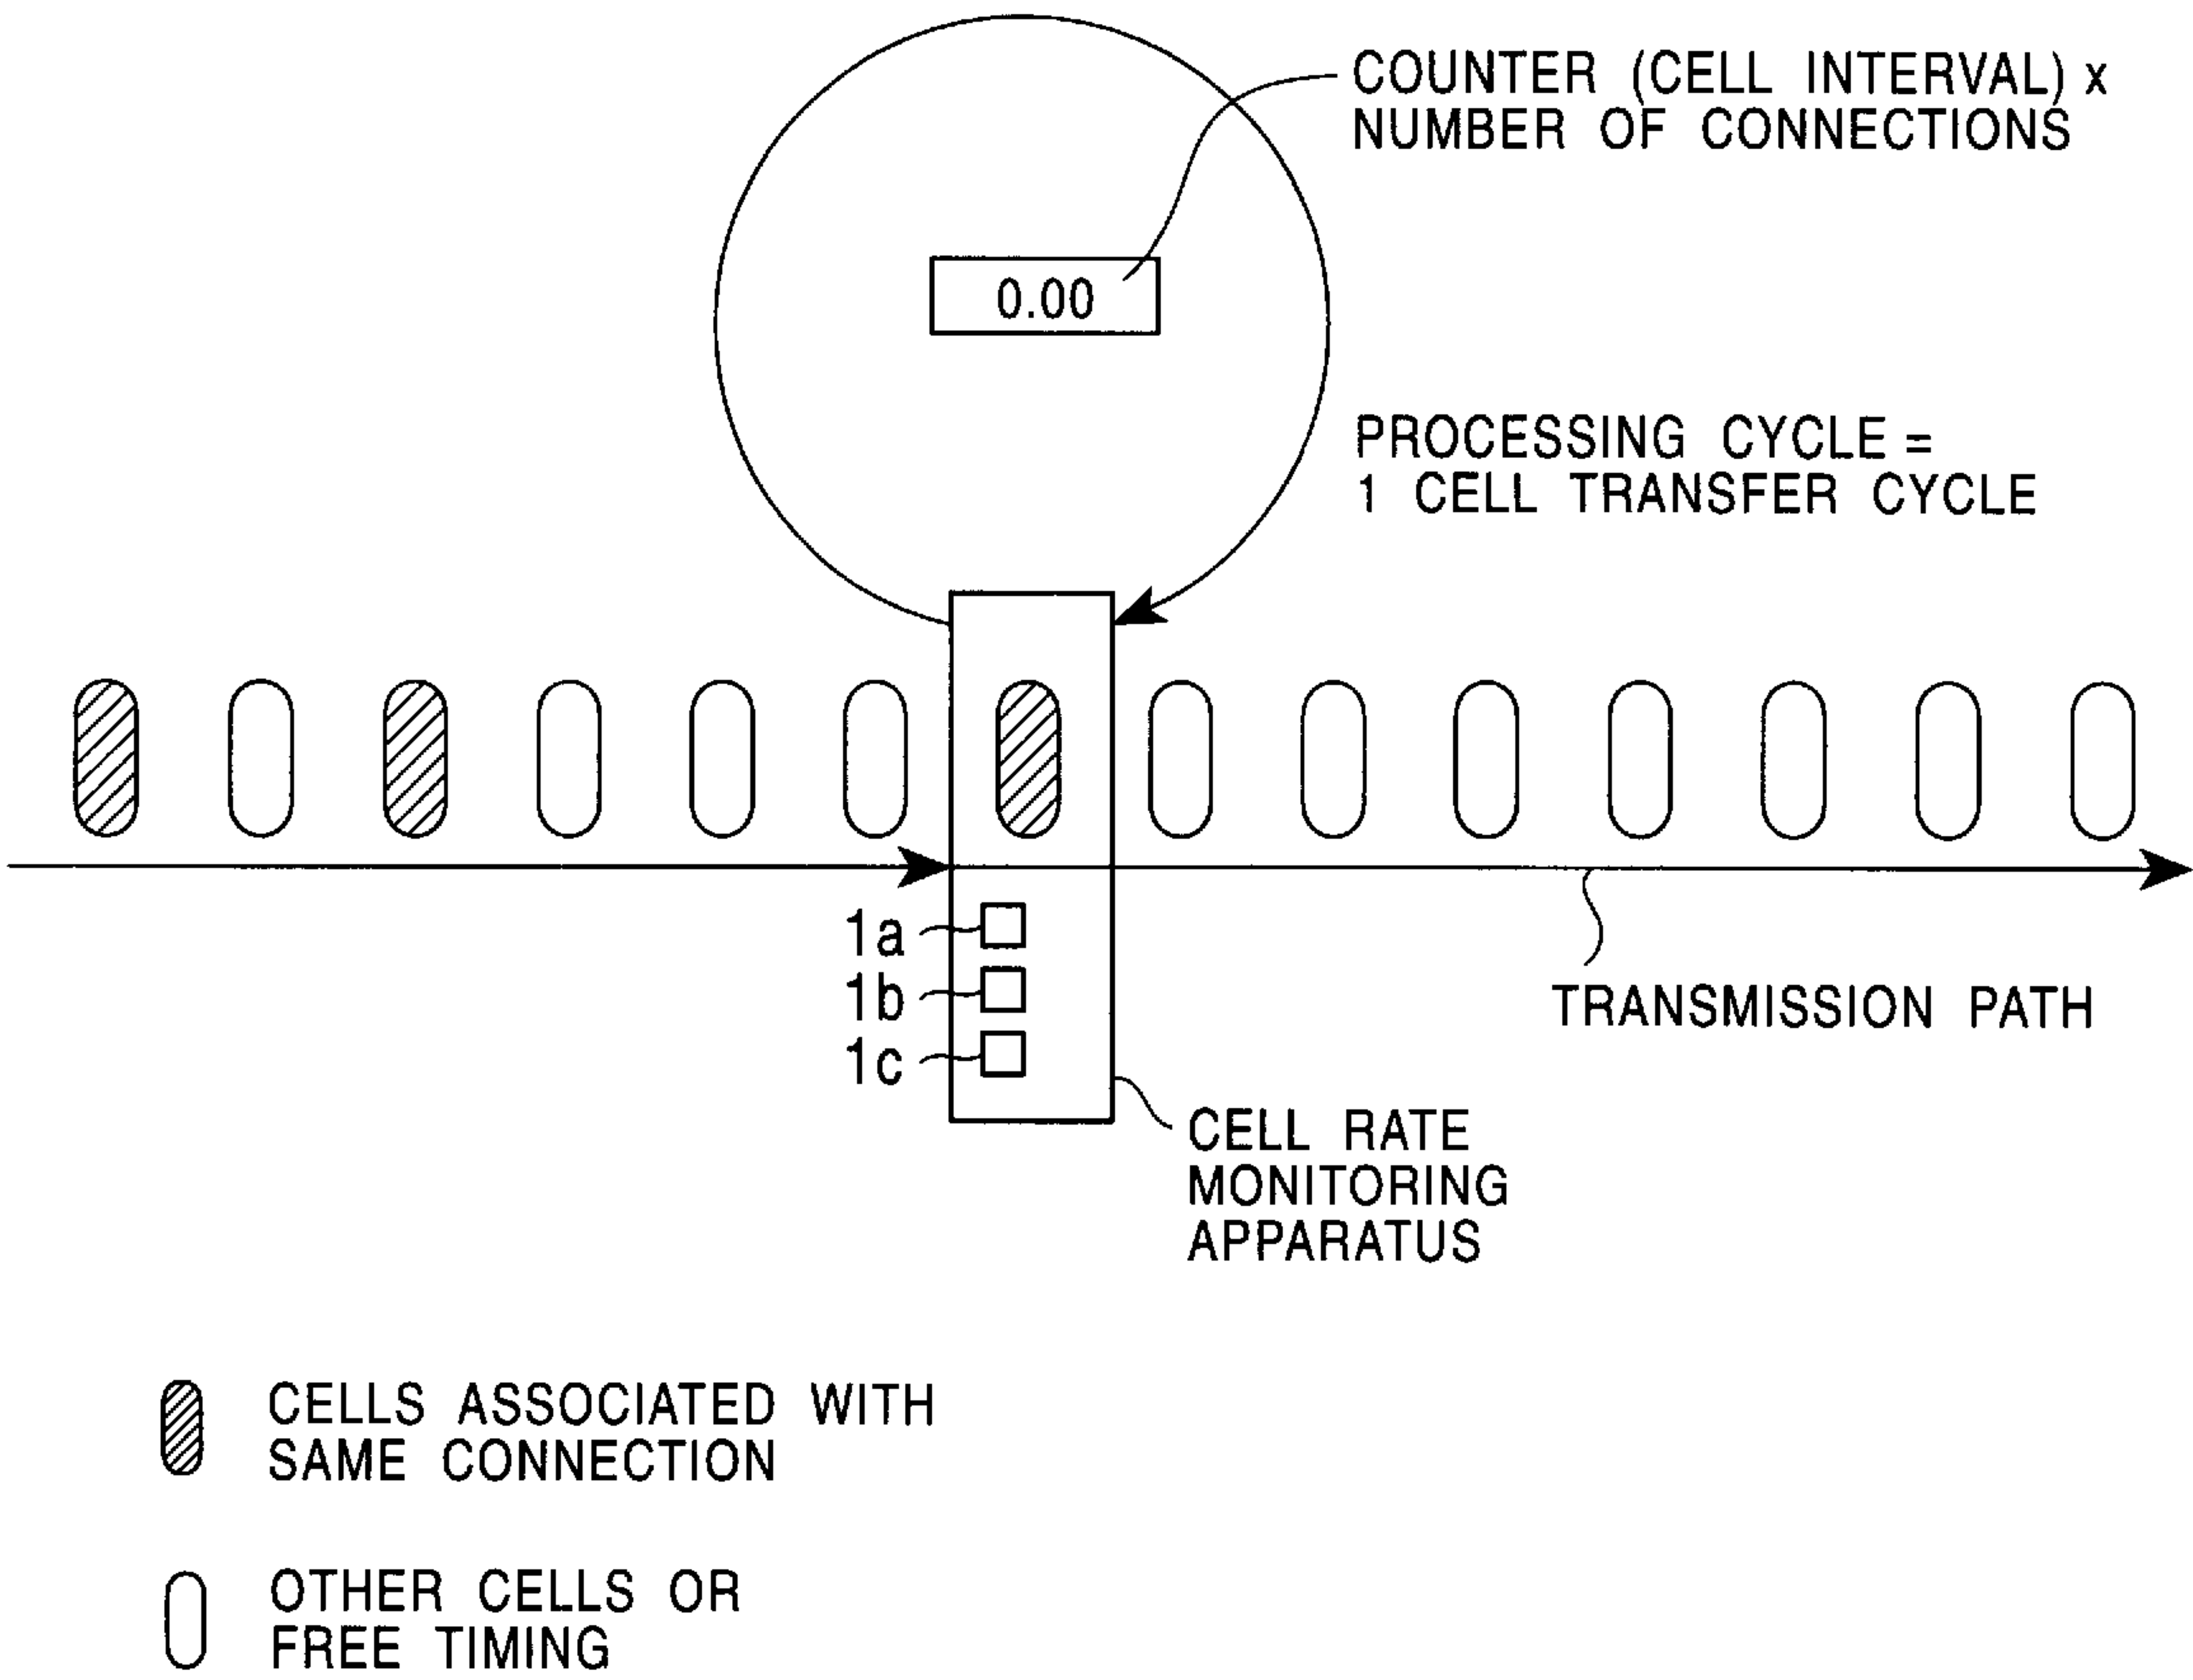 COUNTER (CELL INTERVAL) x
NUMBER OF CONNECTIONS
0.00
PROCESSING CYCLE =
1 CELL TRANSFER CYCLE
1a
1b
1c
TRANSMISSION PATH
CELL RATE
MONITORING
APPARATUS
CELLS ASSOCIATED WITH
SAME CONNECTION
OTHER CELLS OR
FREE TIMING